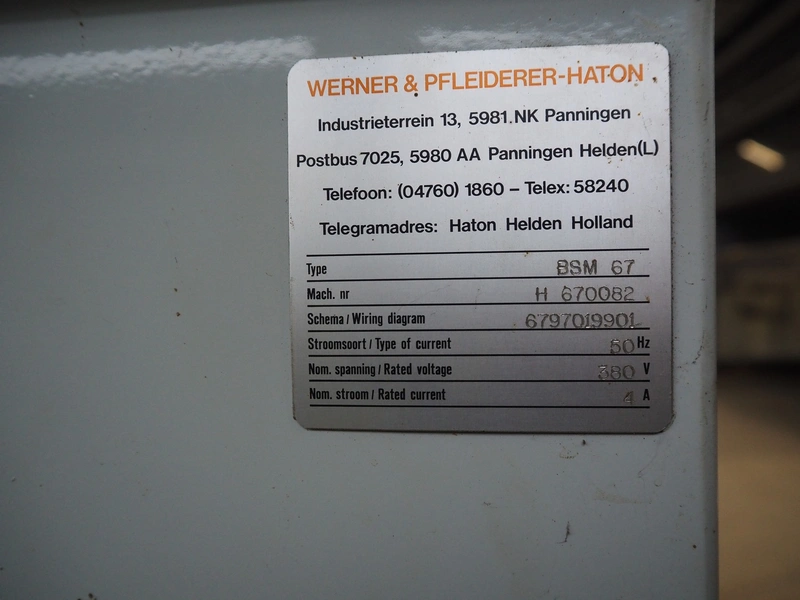 WERNER & PFLEIDERER-HATON
Industrieterrein 13, 5981.NK Panningen
Postbus 7025, 5980 AA Panningen Helden(L)
Telefoon: (04760) 1860 – Telex: 58240
Telegramadres: Haton Helden Holland
Type BSM 67
Mach. nr H 670082
Schema / Wiring diagram 6797019901
Stroomsoort / Type of current 50 Hz
Nom. spanning / Rated voltage 380 V
Nom. stroom / Rated current 4 A